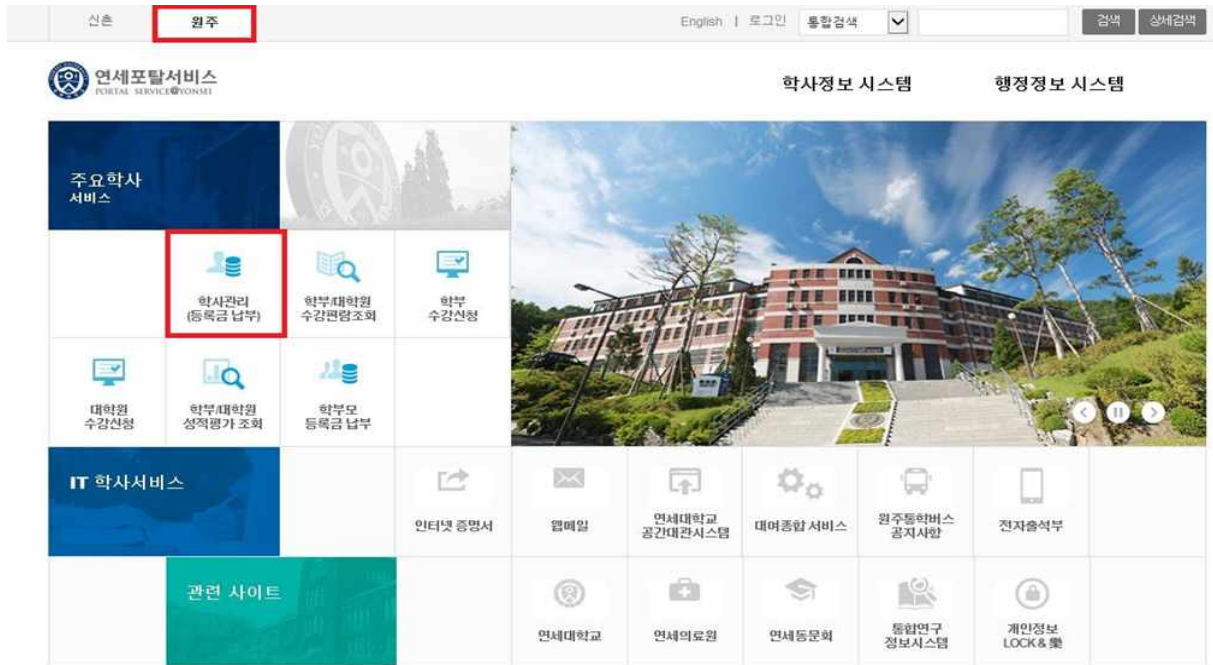 신촌
원주
English | 로그인 통합검색
검색 상세검색
연세포탈서비스
PORTAL SERVICE@YONSEI
학사정보 시스템
행정정보 시스템
주요학사
서비스
학사관리
(등록금 납부)
학부/대학원
수강편람조회
학부
수강신청
대학원
수강신청
학부/대학원
성적평가 조회
학부모
등록금 납부
IT 학사서비스
인터넷 증명서
웹메일
연세대학교
공간대관시스템
대여종합 서비스
원주통학버스
공지사항
전자출석부
관련 사이트
연세대학교
연세의료원
연세동문회
통합연구
정보시스템
개인정보
LOCK & 樂